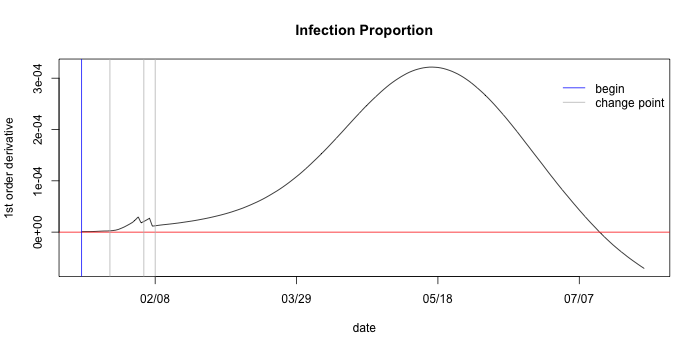 Infection Proportion
1st order derivative
3e-04
2e-04
1e-04
0e+00
begin
change point
02/08
03/29
05/18
07/07
date